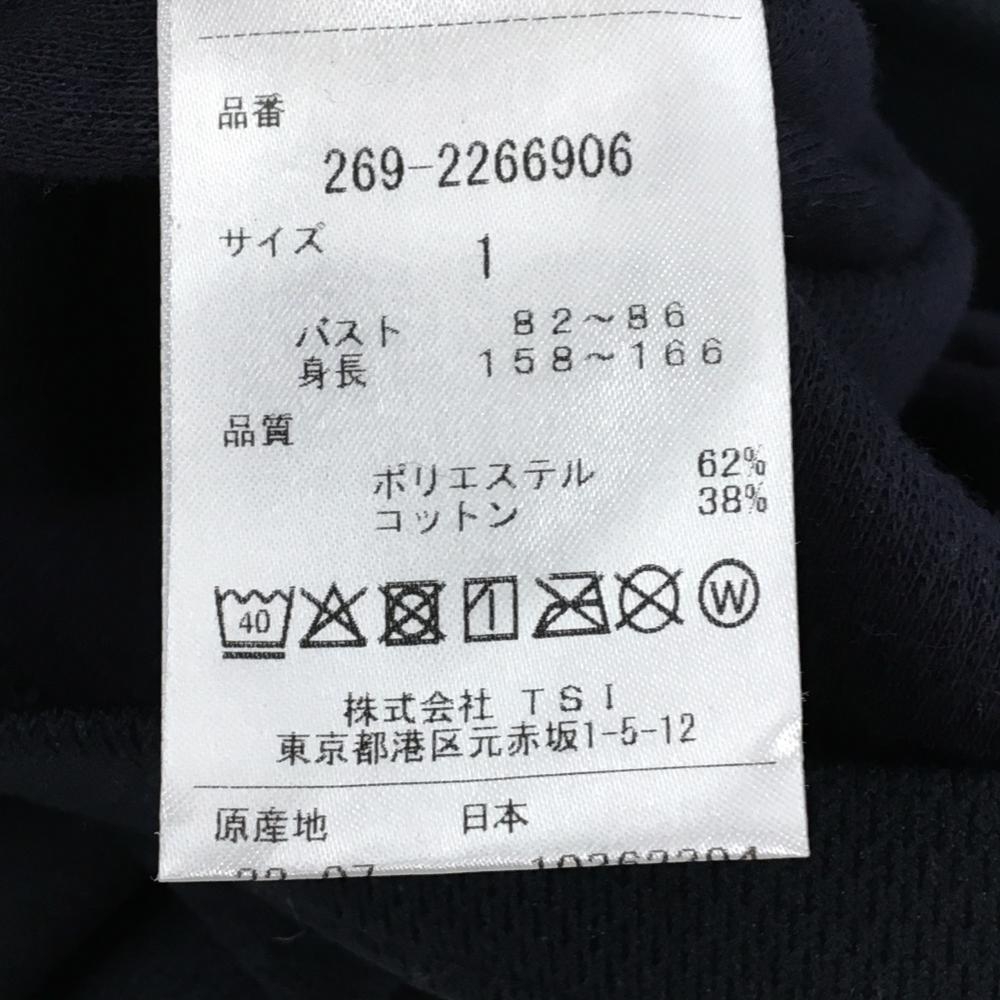 品番
269-2266906
サイズ 1
バスト 82～86
身長 158～166
品質
ポリエステル 62%
コットン 38%
40 W
株式会社 TSI
東京都港区元赤坂1-5-12
原産地 日本